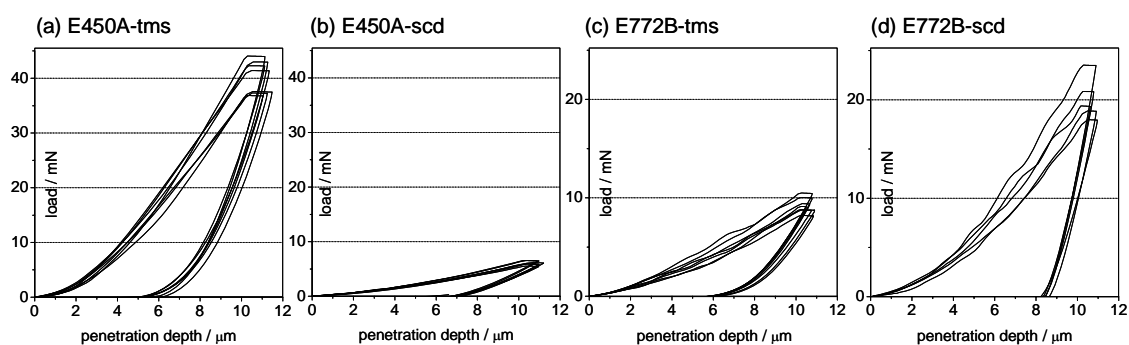 (a) E450A-tms
(b) E450A-scd
(c) E772B-tms
(d) E772B-scd
40
30
20
10
0
load / mN
0 2 4 6 8 10 12
penetration depth / μm
40
30
20
10
0
load / mN
0 2 4 6 8 10 12
penetration depth / μm
20
10
0
load / mN
0 2 4 6 8 10 12
penetration depth / μm
20
10
0
load / mN
0 2 4 6 8 10 12
penetration depth / μm